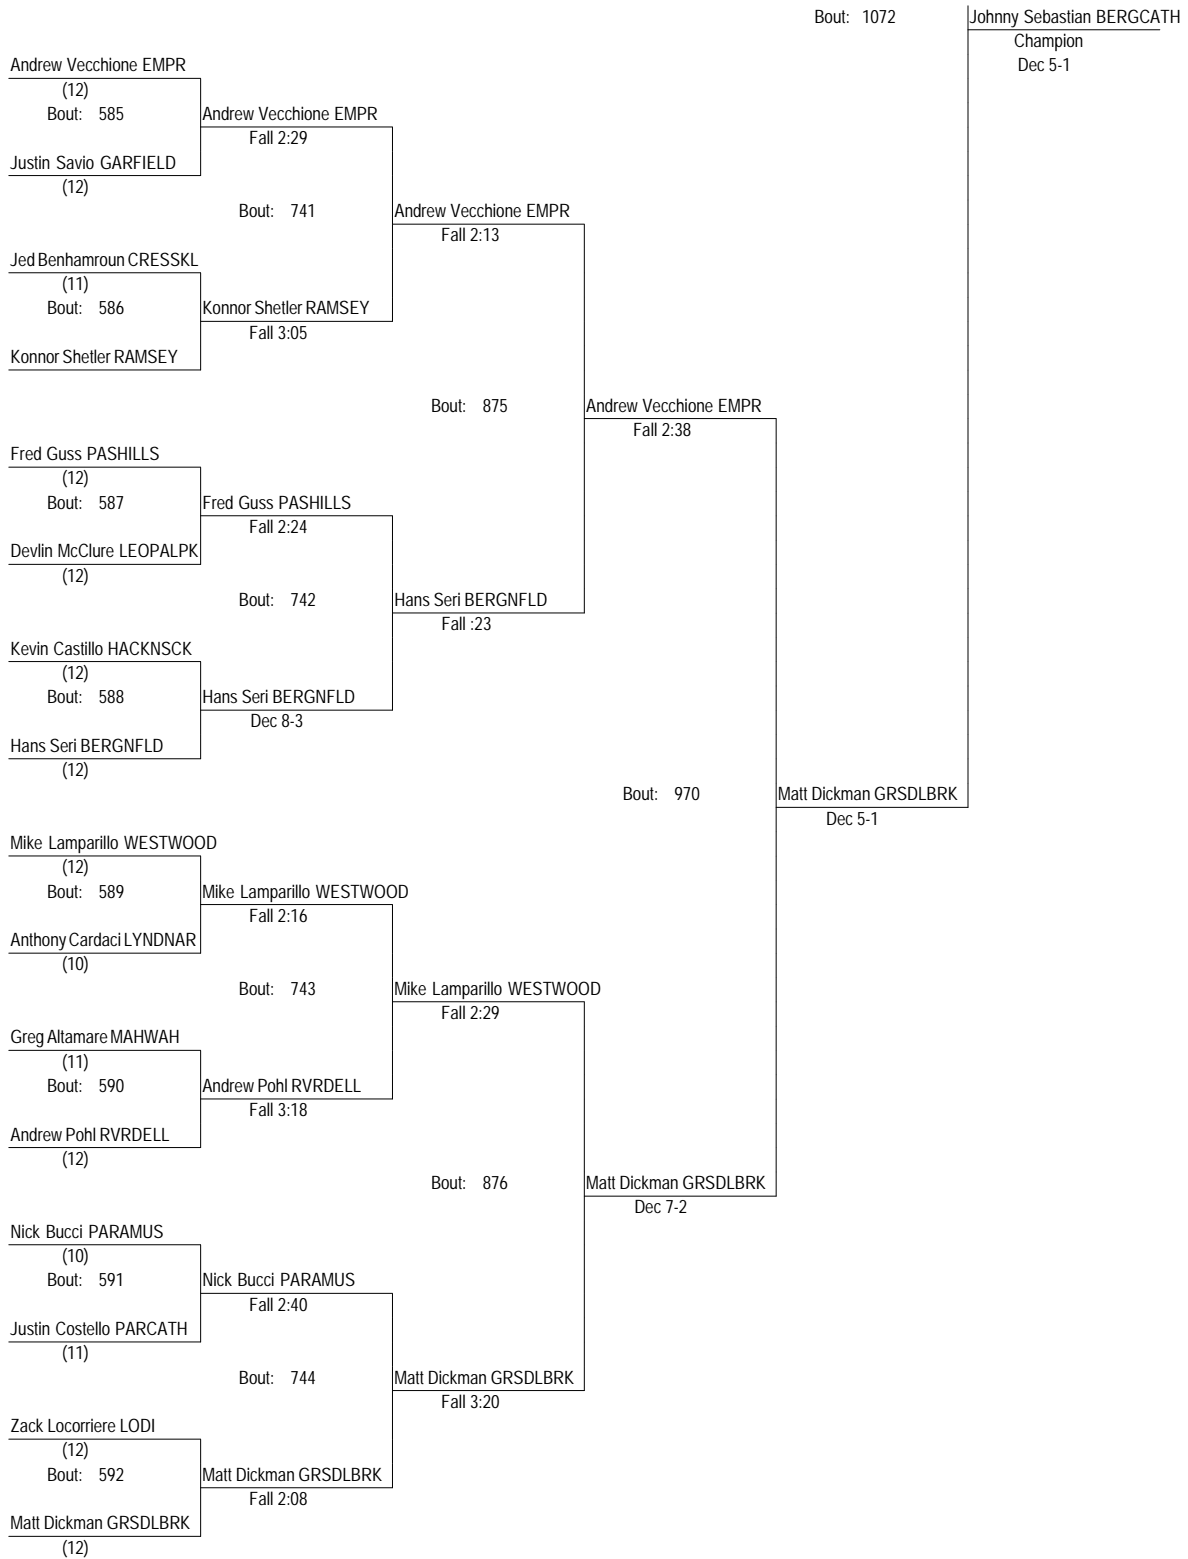 Bout: 1072
Johnny Sebastian BERGCATH
Champion
Dec 5-1
Andrew Vecchione EMPR
(12)
Bout: 585
Andrew Vecchione EMPR
Fall 2:29
Justin Savio GARFIELD
(12)
Bout: 741
Andrew Vecchione EMPR
Fall 2:13
Jed Benhamroun CRESSKL
(11)
Bout: 586
Konnor Shetler RAMSEY
Fall 3:05
Konnor Shetler RAMSEY
Bout: 875
Andrew Vecchione EMPR
Fall 2:38
Fred Guss PASHILLS
(12)
Bout: 587
Fred Guss PASHILLS
Fall 2:24
Devlin McClure LEOPALPK
(12)
Bout: 742
Hans Seri BERGNFLD
Fall :23
Kevin Castillo HACKNSCK
(12)
Bout: 588
Hans Seri BERGNFLD
Dec 8-3
Hans Seri BERGNFLD
(12)
Bout: 970
Matt Dickman GRSDLBRK
Dec 5-1
Mike Lamparillo WESTWOOD
(12)
Bout: 589
Mike Lamparillo WESTWOOD
Fall 2:16
Anthony Cardaci LYNDNAR
(10)
Bout: 743
Mike Lamparillo WESTWOOD
Fall 2:29
Greg Altamare MAHWAH
(11)
Bout: 590
Andrew Pohl RVRDELL
Fall 3:18
Andrew Pohl RVRDELL
(12)
Bout: 876
Matt Dickman GRSDLBRK
Dec 7-2
Nick Bucci PARAMUS
(10)
Bout: 591
Nick Bucci PARAMUS
Fall 2:40
Justin Costello PARCATH
(11)
Bout: 744
Matt Dickman GRSDLBRK
Fall 3:20
Zack Locorriere LODI
(12)
Bout: 592
Matt Dickman GRSDLBRK
Fall 2:08
Matt Dickman GRSDLBRK
(12)